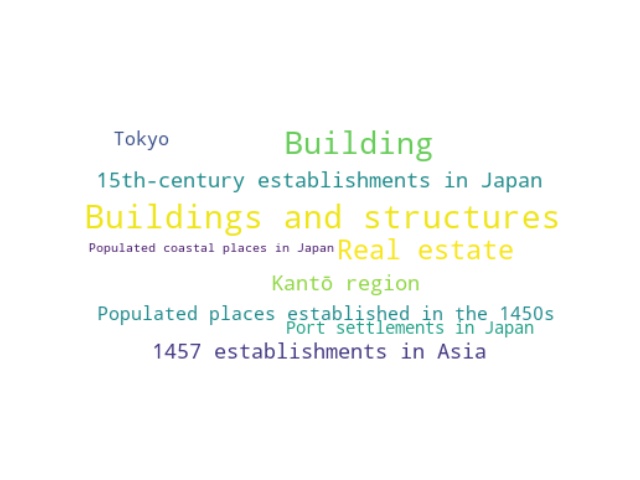 Tokyo
Building
15th-century establishments in Japan
Buildings and structures
Populated coastal places in Japan
Real estate
Kantō region
Populated places established in the 1450s
Port settlements in Japan
1457 establishments in Asia